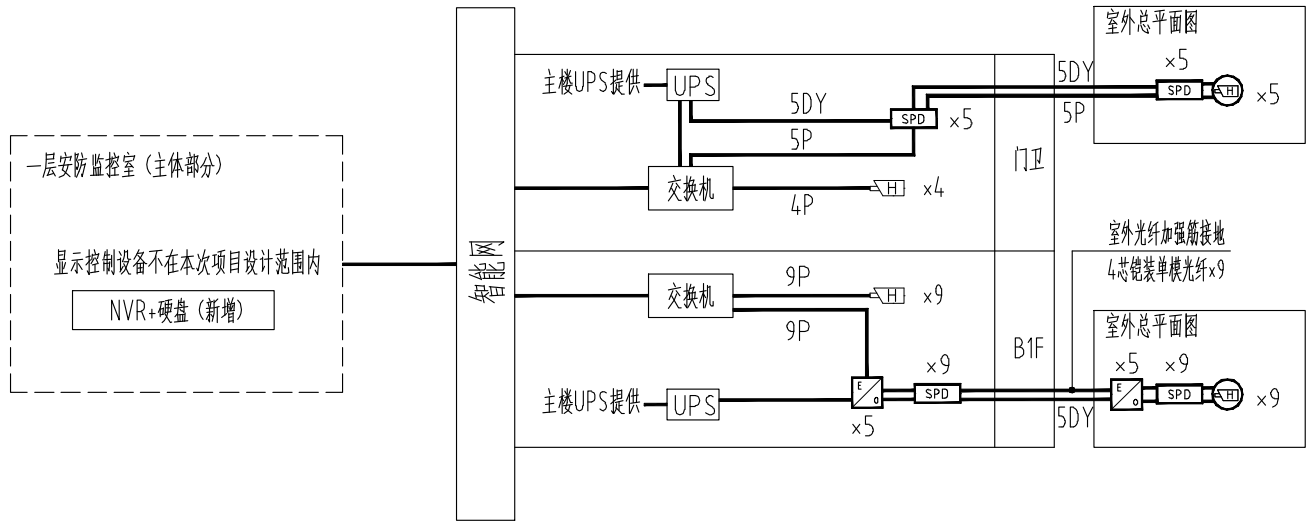 室外总平面图
×5
SPD
H
×5
主楼UPS提供
UPS
5DY
5P
SPD
×5
5DY
5P
门卫
交换机
4P
H
×4
一层安防监控室（主体部分）
显示控制设备不在本次项目设计范围内
NVR+硬盘（新增）
智能网
室外光纤加强筋接地
4芯铠装单模光纤×9
交换机
9P
H
×9
9P
B1F
主楼UPS提供
UPS
E
O
×5
×9
SPD
5DY
室外总平面图
×5
E
O
×9
SPD
H
×9